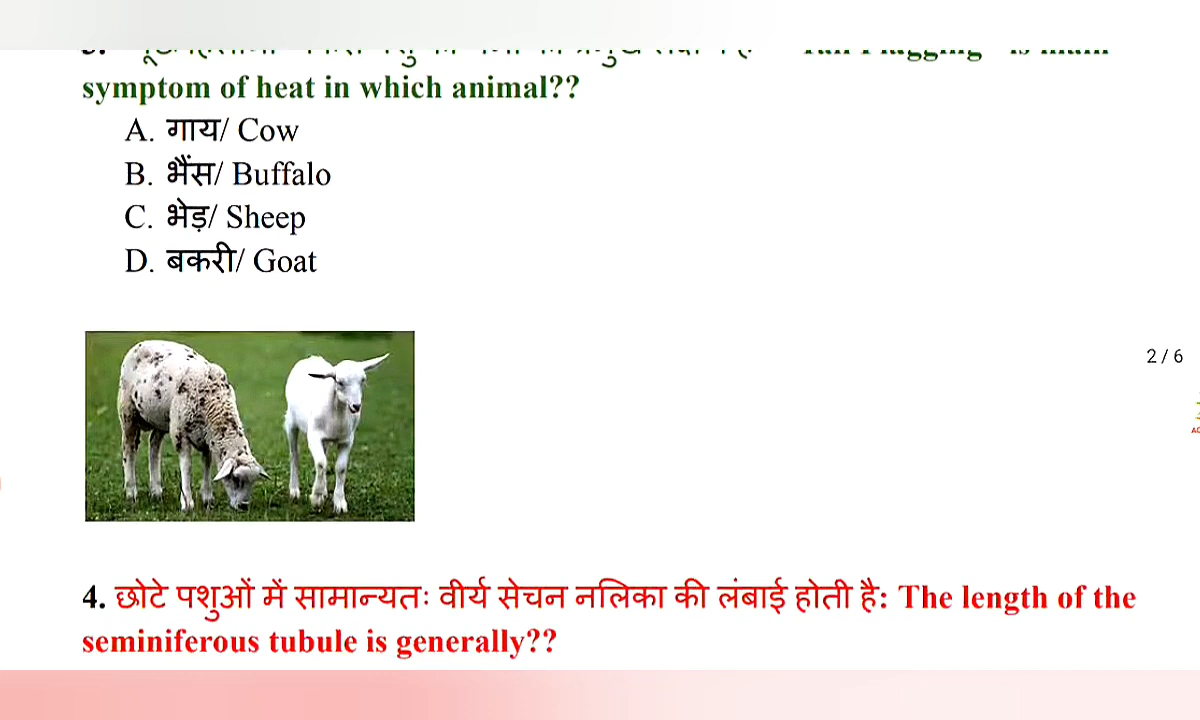 symptom of heat in which animal??
A. गाय/ Cow
B. भैंस/ Buffalo
C. भेड़/ Sheep
D. बकरी/ Goat
2 / 6
4. छोटे पशुओं में सामान्यतः वीर्य सेचन नलिका की लंबाई होती है: The length of the
seminiferous tubule is generally??